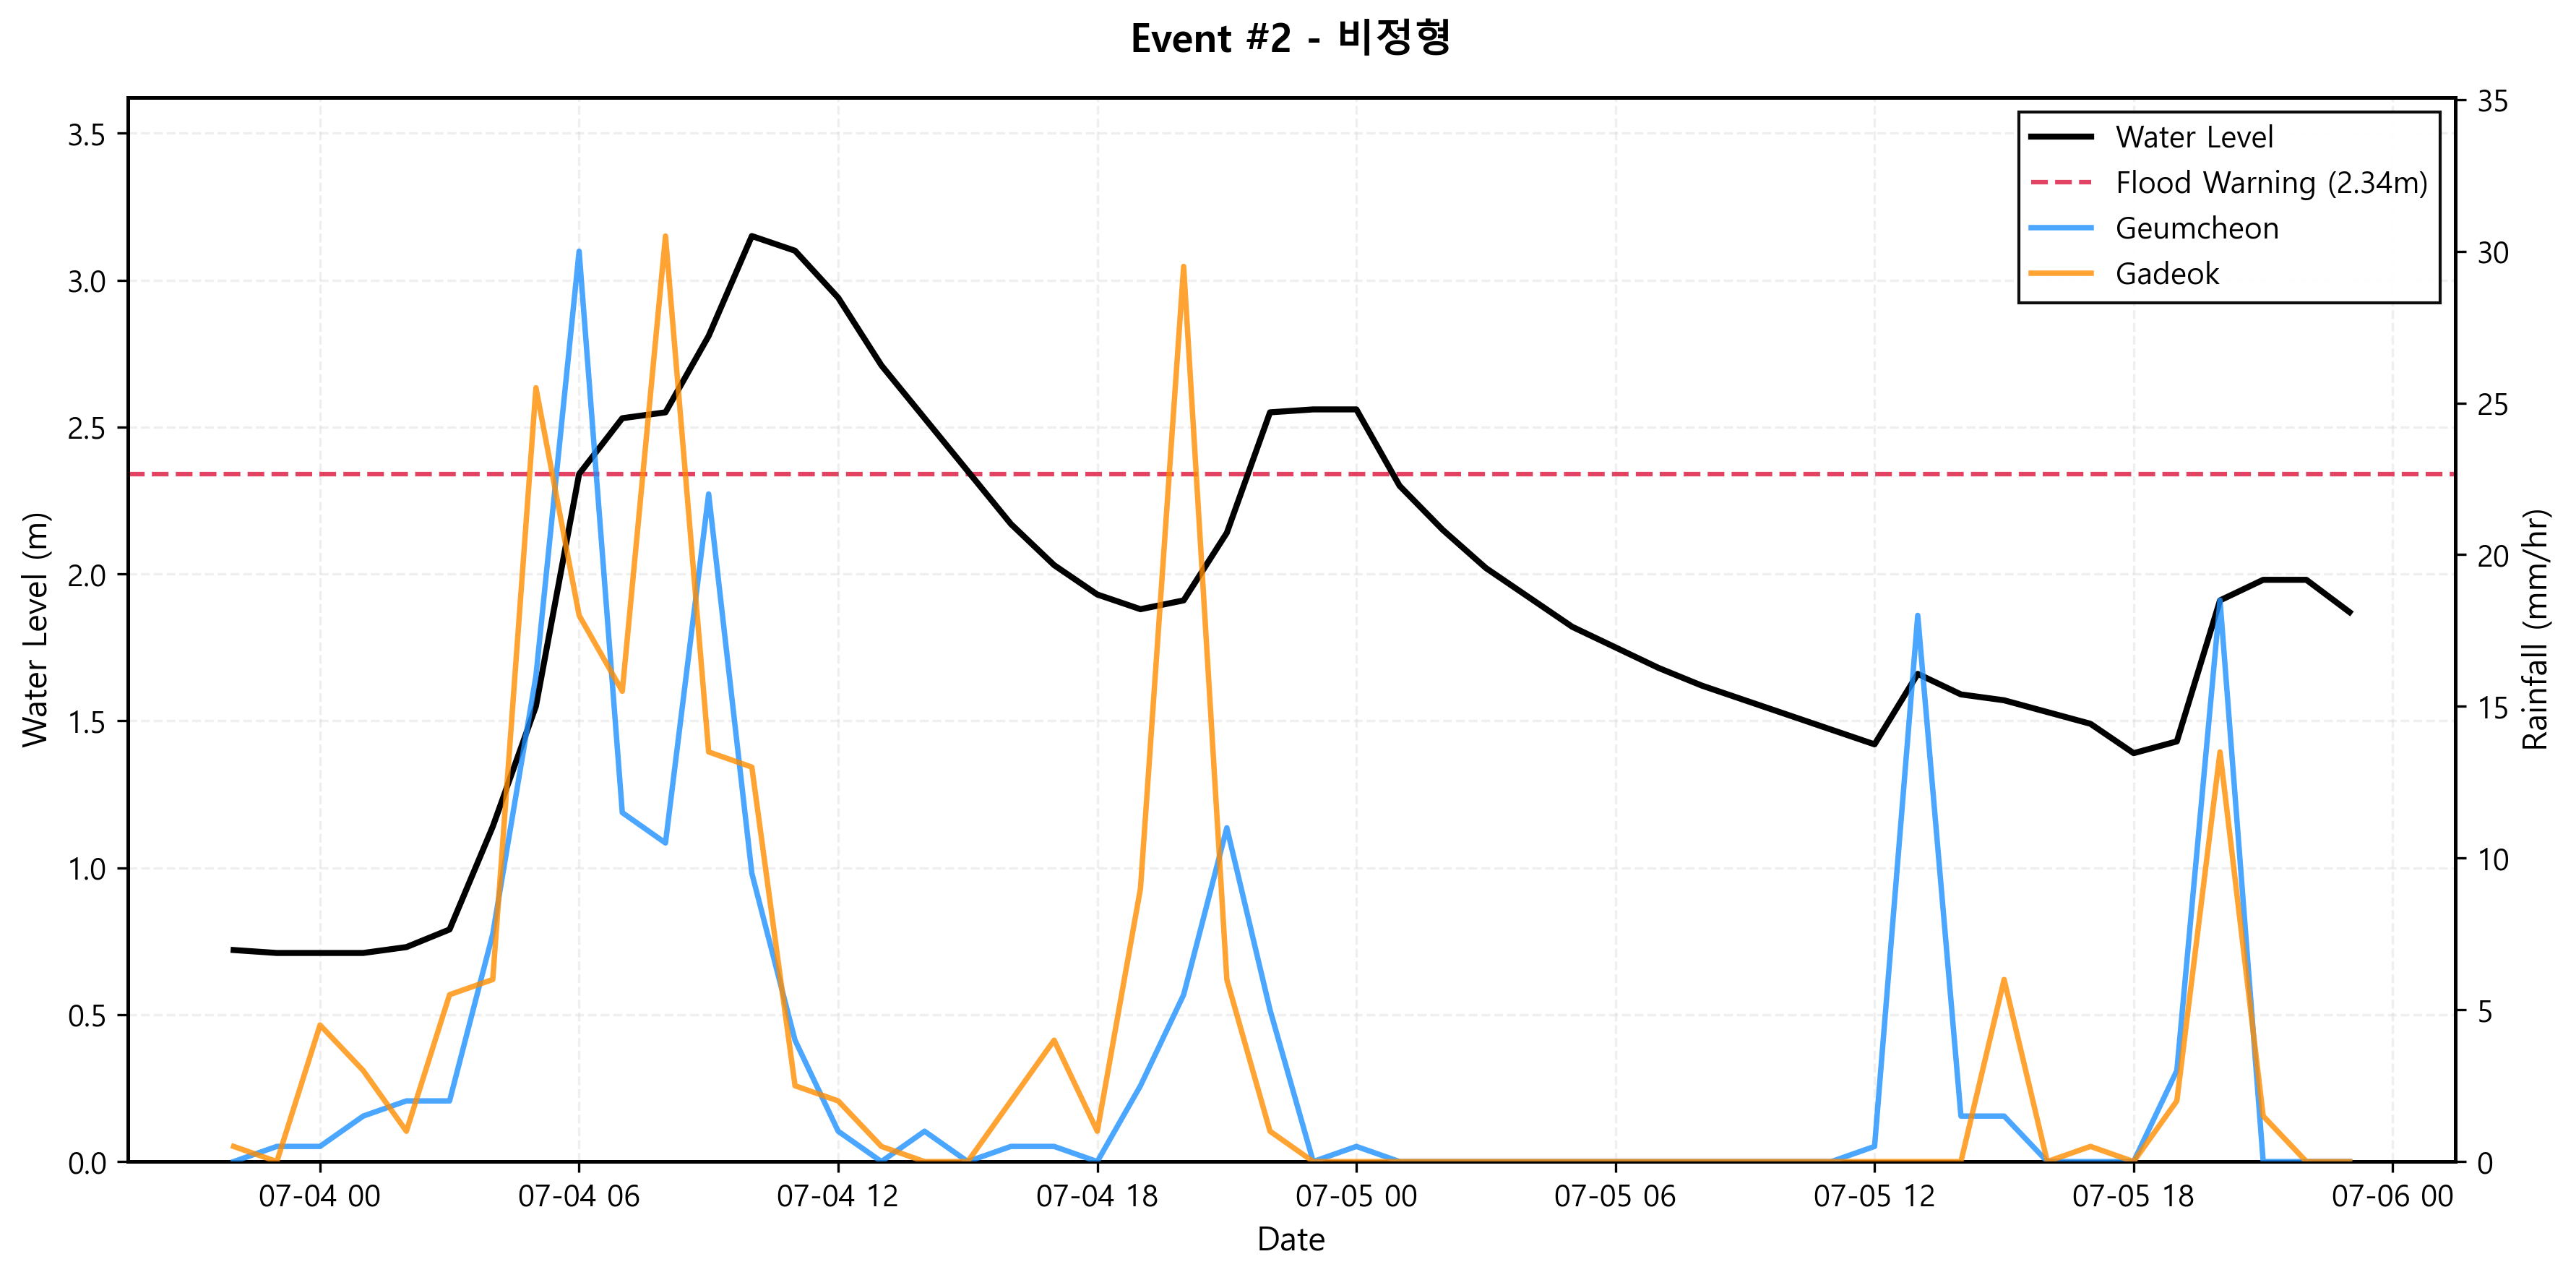 Event #2 - 비정형
Water Level (m)
3.5
3.0
2.5
2.0
1.5
1.0
0.5
0.0
Water Level
Flood Warning (2.34m)
Geumcheon
Gadeok
35
30
25
20
15
10
5
0
Rainfall (mm/hr)
07-04 00 07-04 06 07-04 12 07-04 18 07-05 00 07-05 06 07-05 12 07-05 18 07-06 00
Date